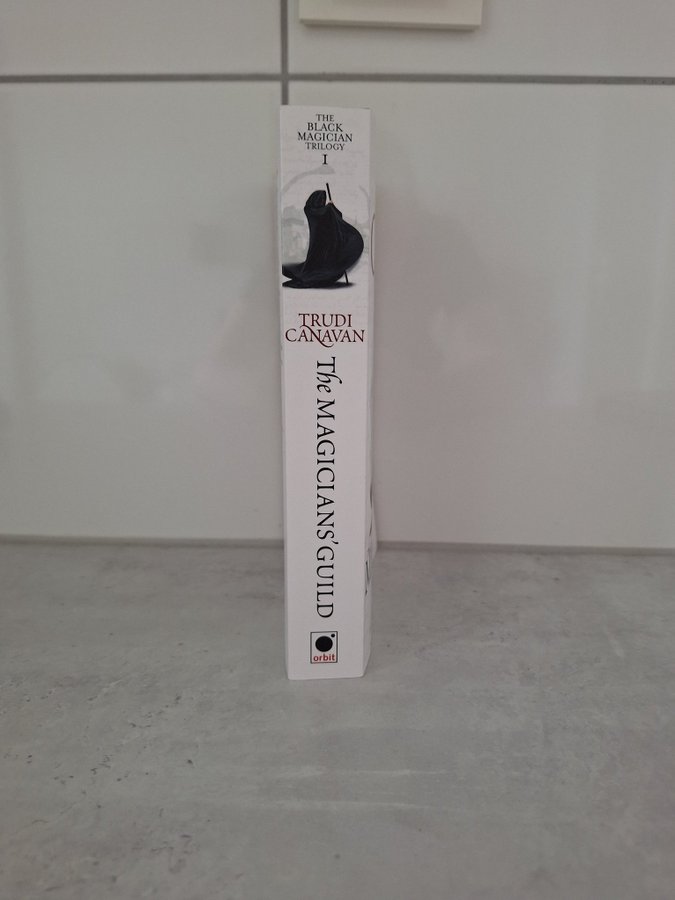 THE
BLACK
MAGICIAN
TRILOGY
I
TRUDI
CANAVAN
The MAGICIANS' GUILD
orbit